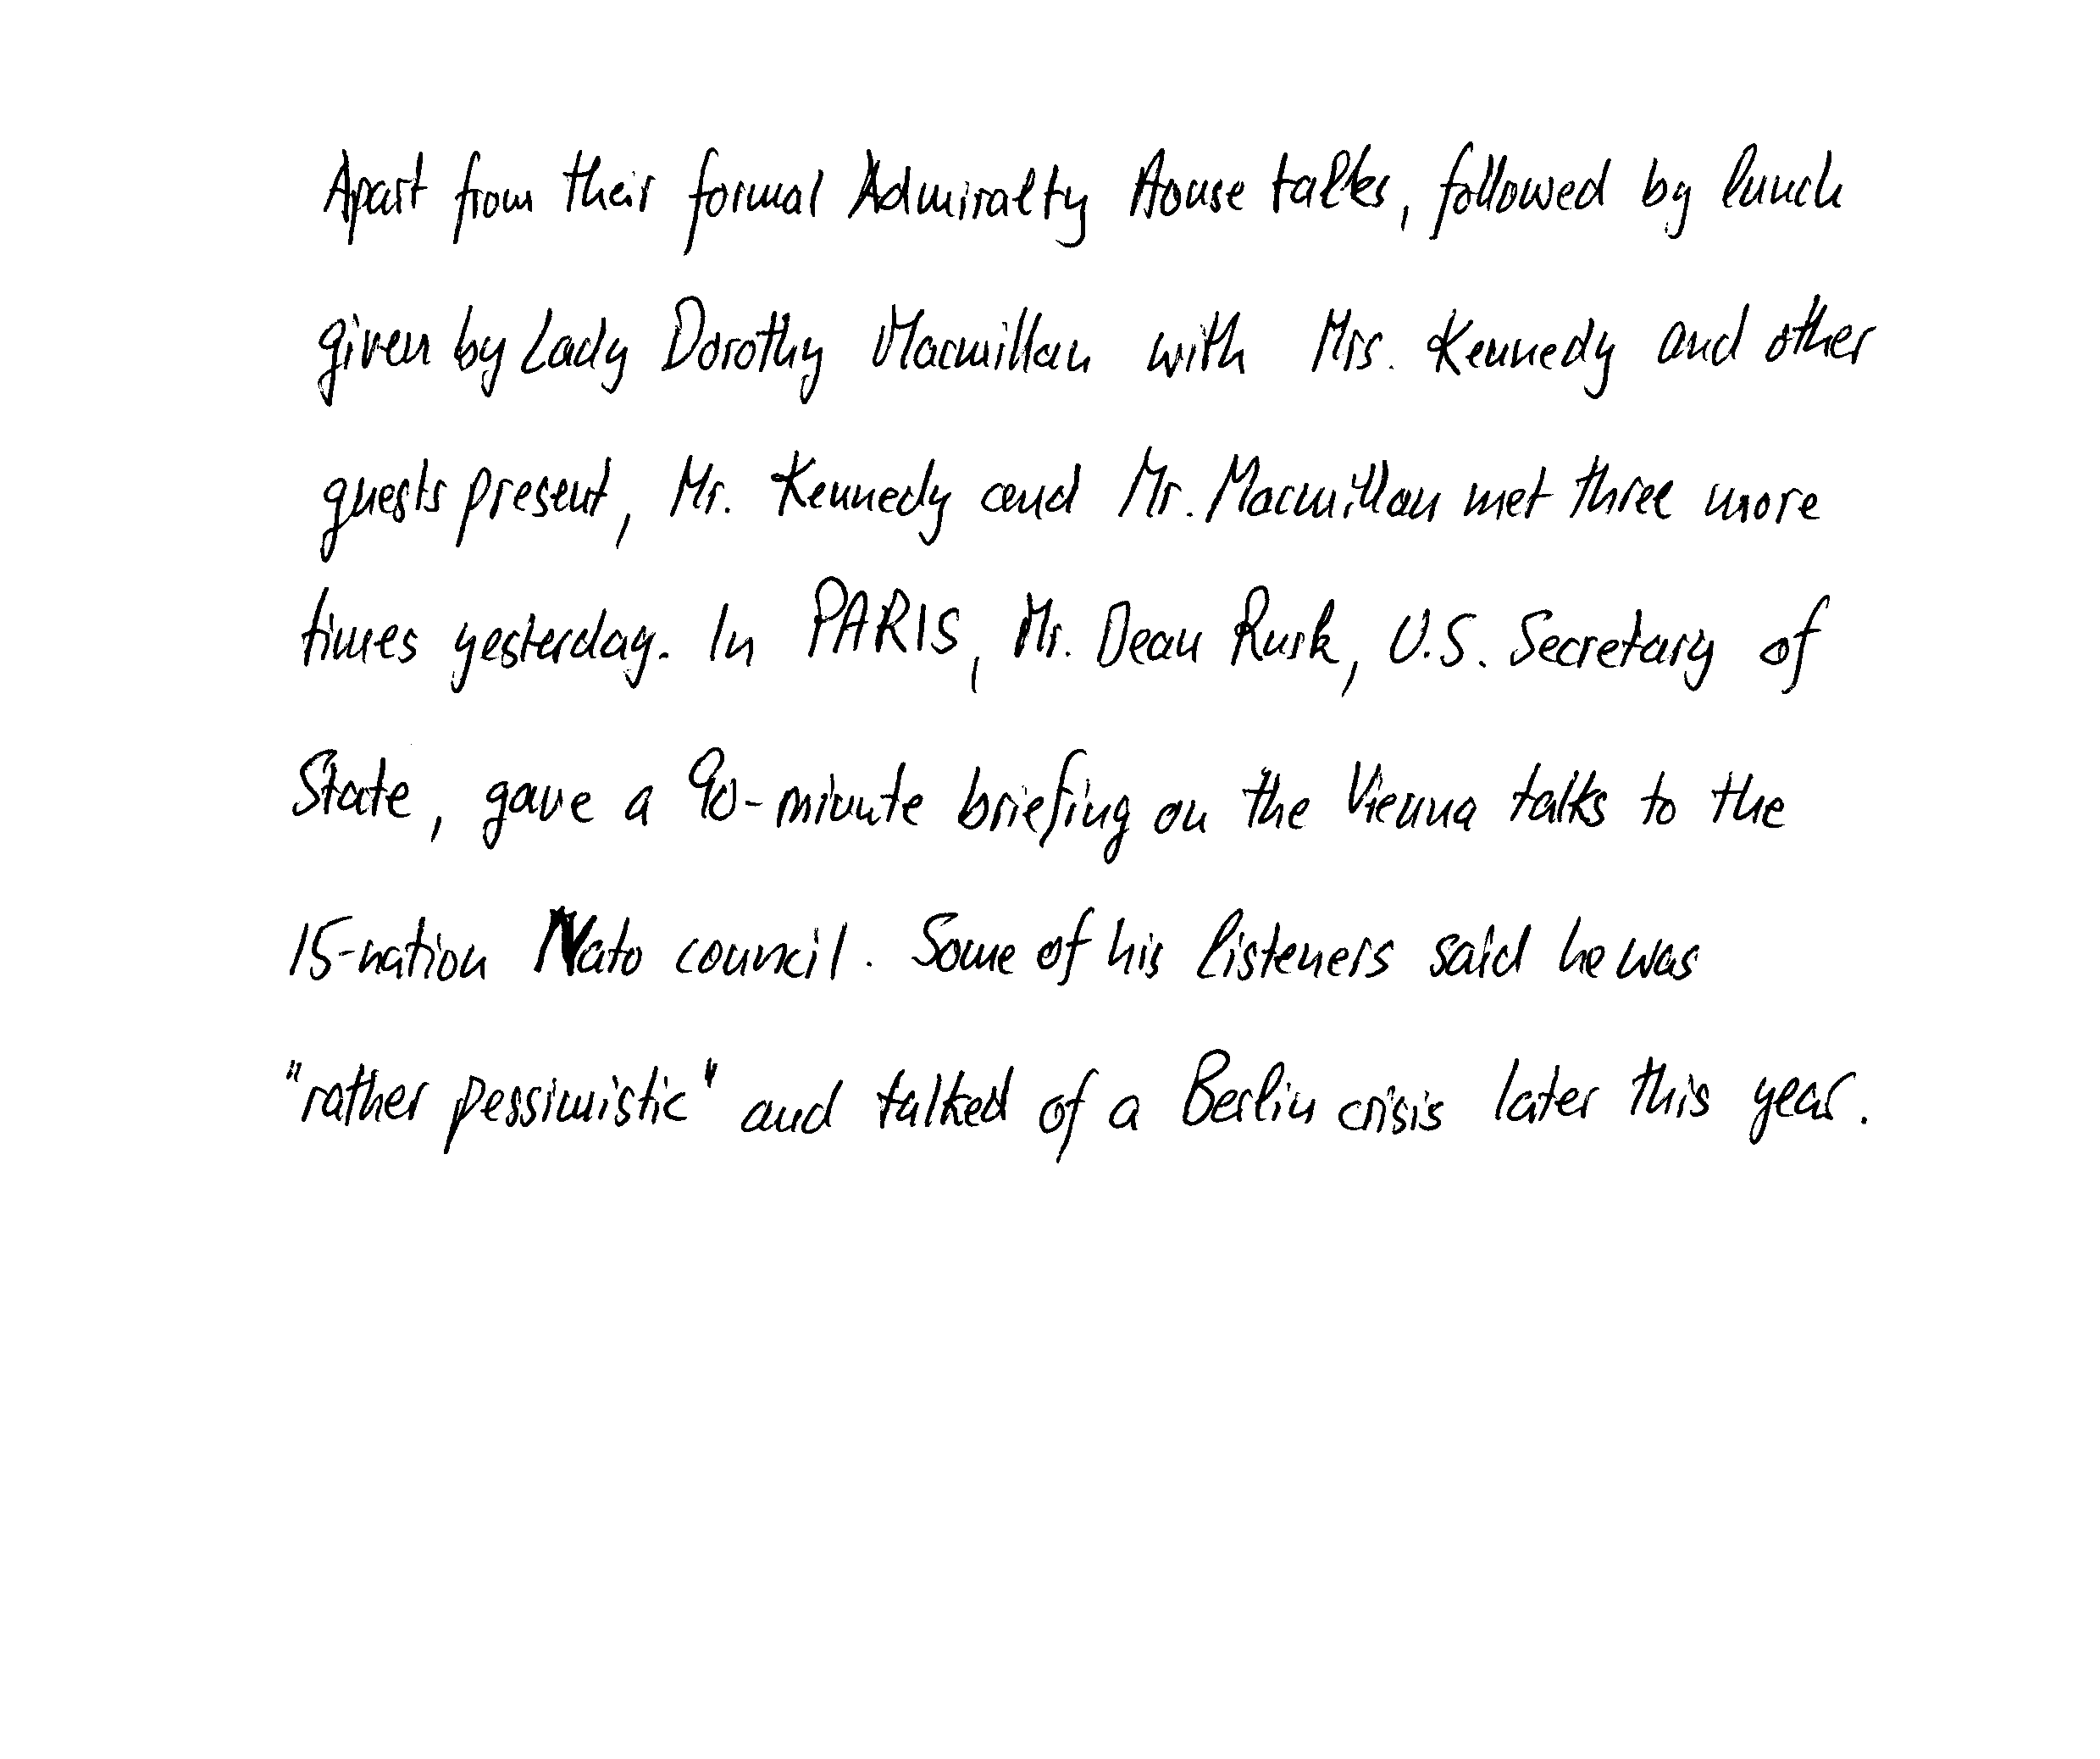 Apart from their formal Admiralty House talks, followed by lunch
given by Lady Dorothy Macmillan with Mrs. Kennedy and other
guests present, Mr. Kennedy and Mr. Macmillan met three more
times yesterday. In PARIS, Mr. Dean Rusk, U.S. Secretary of
State, gave a 90-minute briefing on the Vienna talks to the
15-nation Nato council. Some of his listeners said he was
"rather pessimistic" and talked of a Berlin crisis later this year.